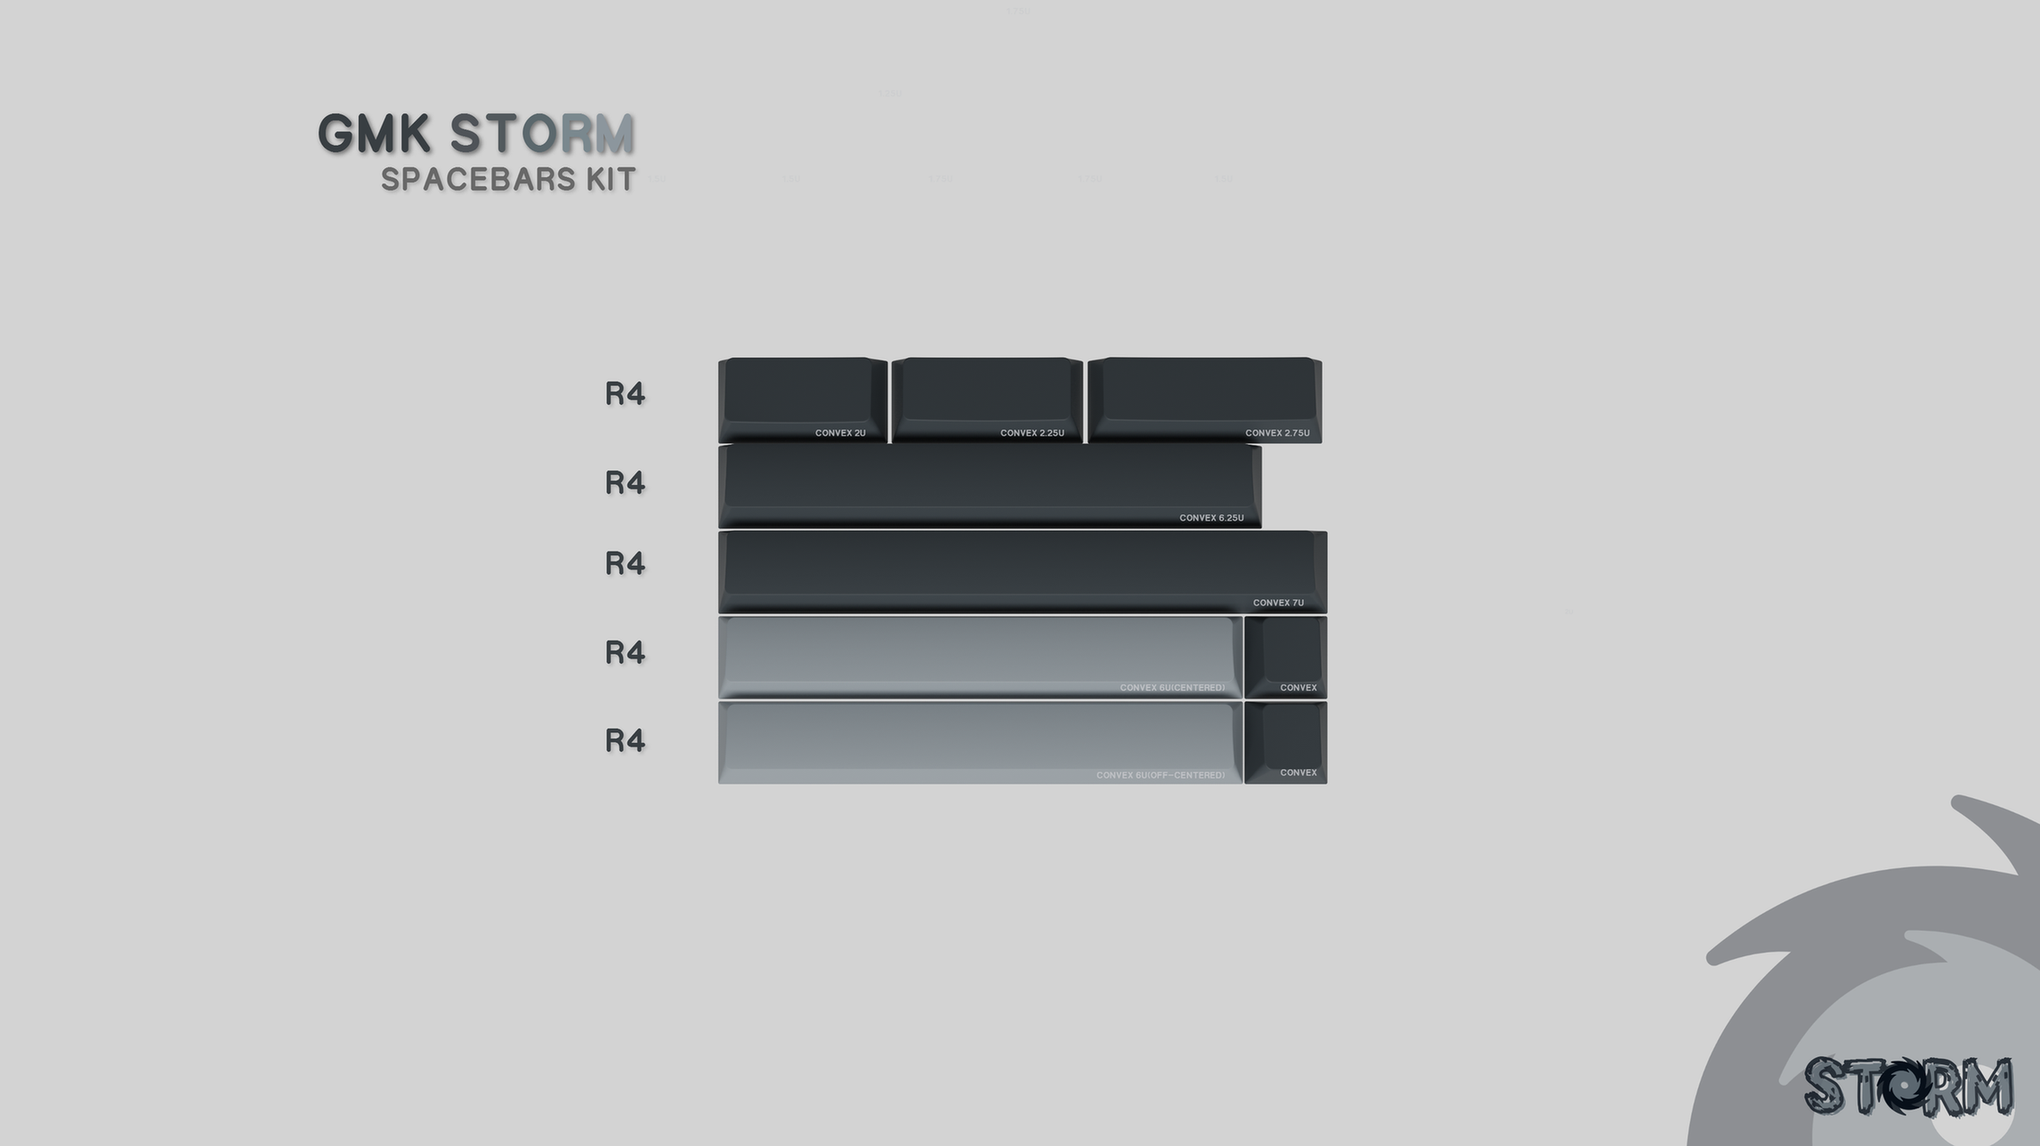 GMK STORM
SPACEBARS KIT
R4
CONVEX 2U
CONVEX 2.25U
CONVEX 2.75U
R4
CONVEX 6.25U
R4
CONVEX 7U
R4
CONVEX 6U(CENTERED)
CONVEX
R4
CONVEX 6U(OFF-CENTERED)
CONVEX
STORM